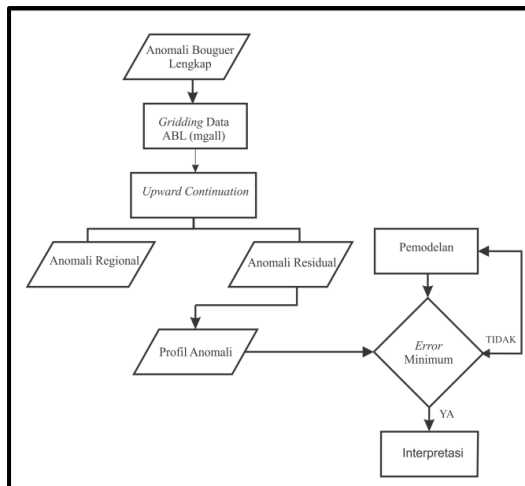 Anomali Bouguer
Lengkap
Gridding Data
ABL (mgall)
Upward Continuation
Anomali Regional
Anomali Residual
Pemodelan
Profil Anomali
Error
Minimum
TIDAK
YA
Interpretasi